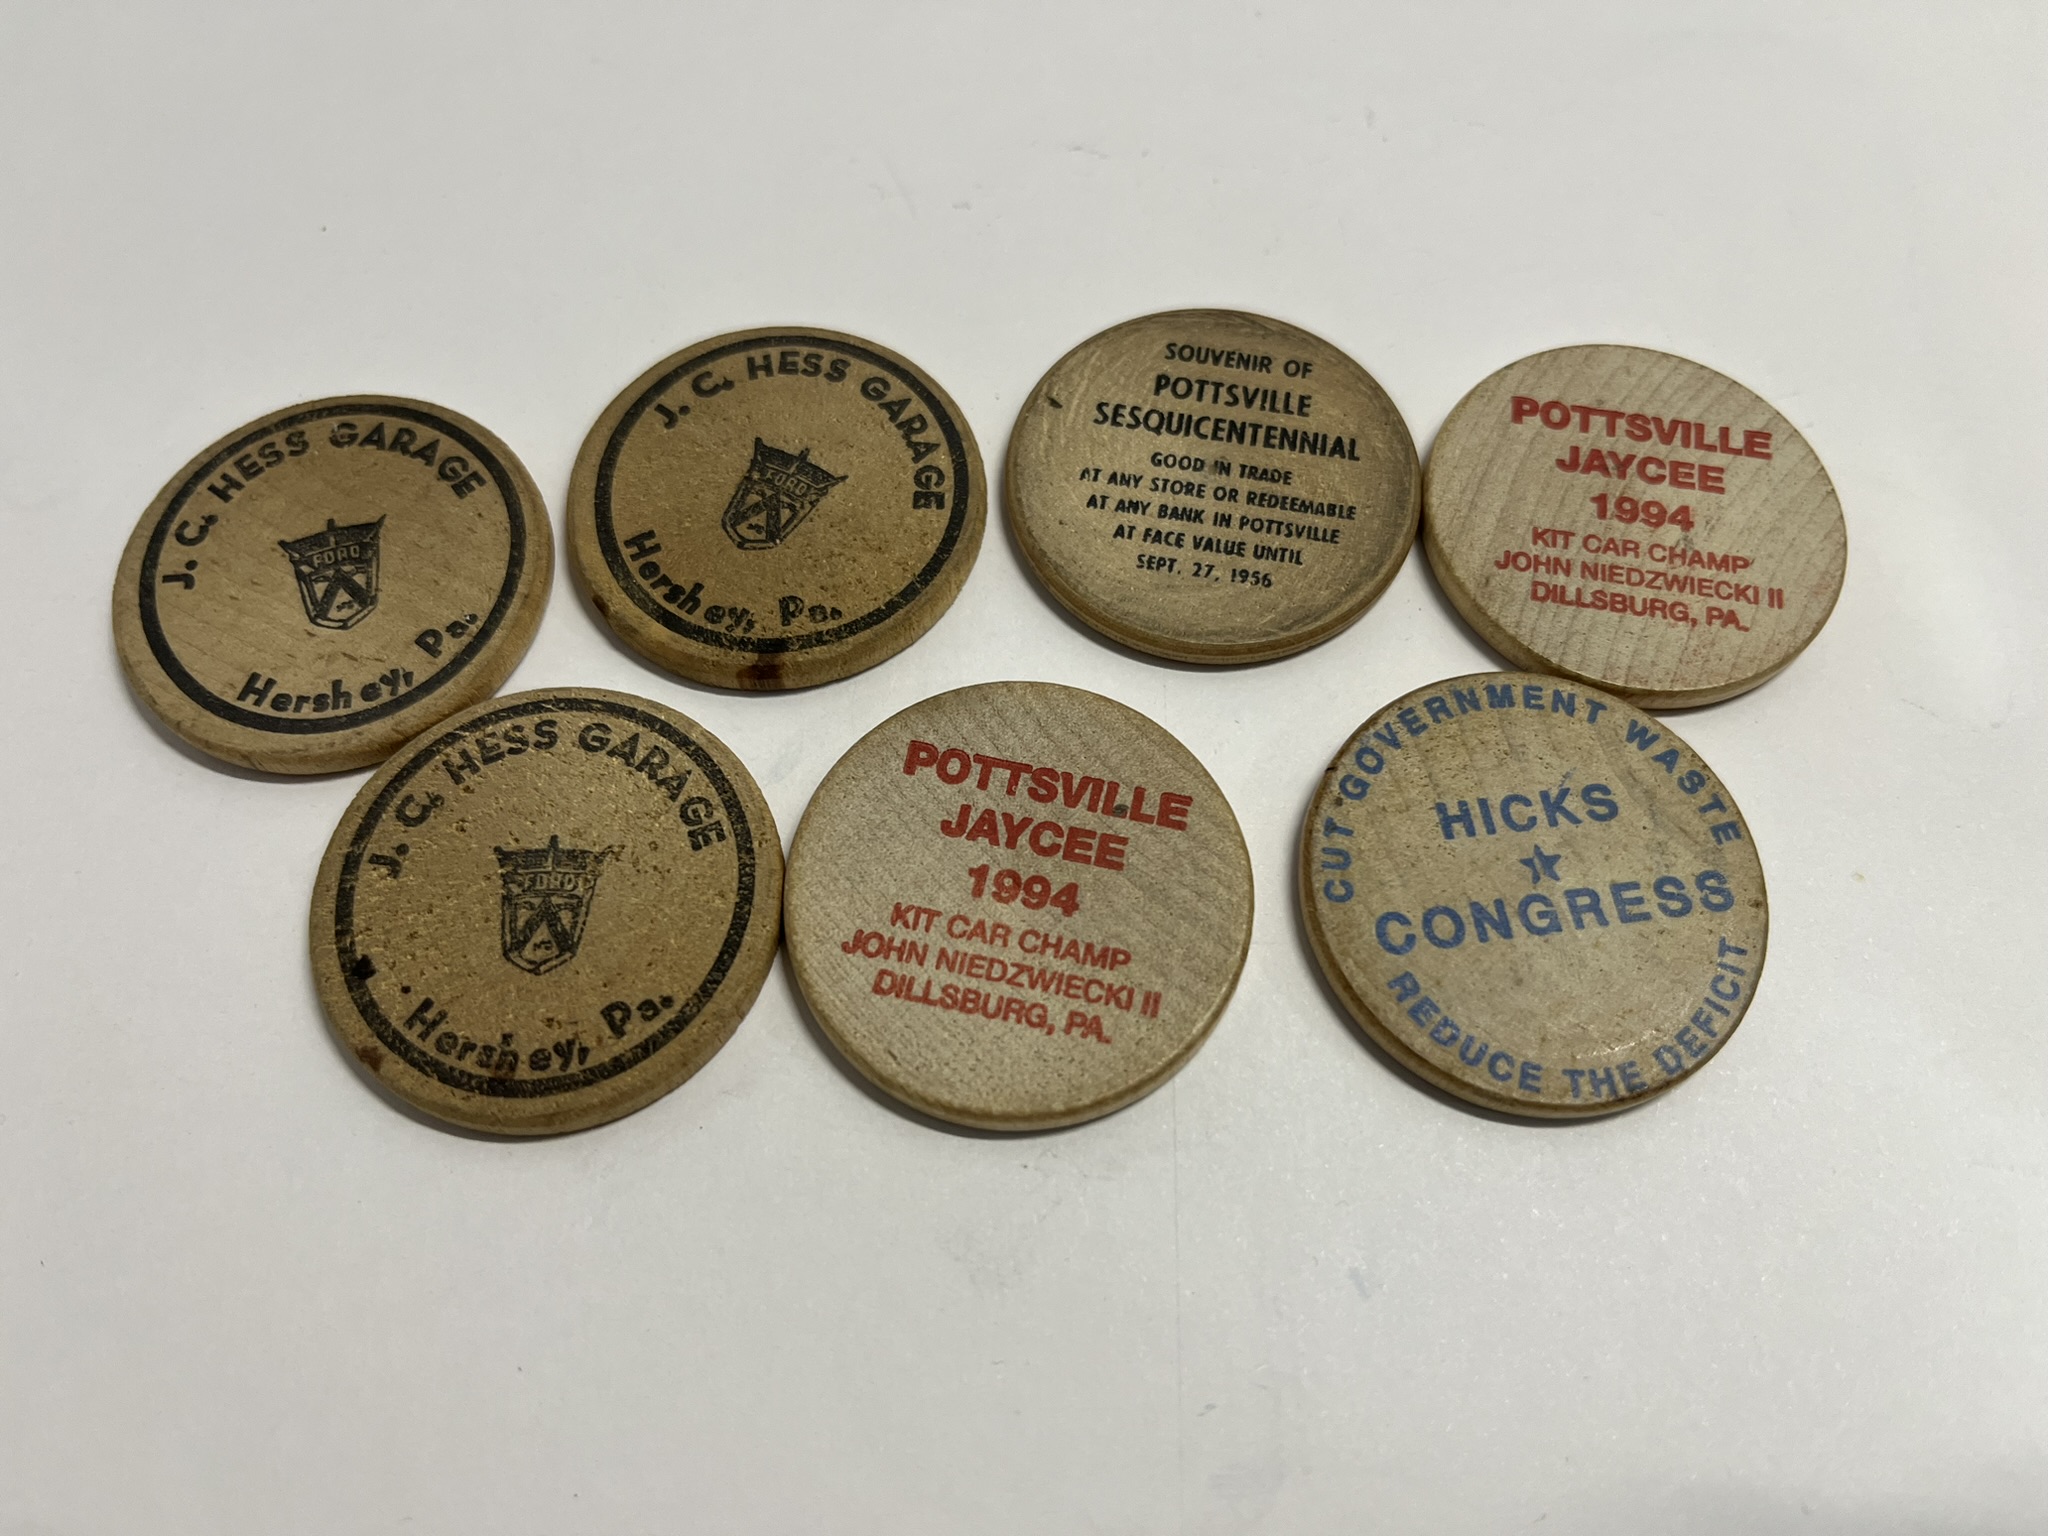 J. C. HESS GARAGE
FORD
Hershey, Pa.
J. C. HESS GARAGE
FORD
Hershey, Pa.
SOUVENIR OF
POTTSVILLE
SESQUICENTENNIAL
GOOD IN TRADE
AT ANY STORE OR REDEEMABLE
AT ANY BANK IN POTTSVILLE
AT FACE VALUE UNTIL
SEPT. 27, 1956
POTTSVILLE
JAYCEE
1994
KIT CAR CHAMP
JOHN NIEDZWIECKI II
DILLSBURG, PA.
J. C. HESS GARAGE
FORD
Hershey, Pa.
POTTSVILLE
JAYCEE
1994
KIT CAR CHAMP
JOHN NIEDZWIECKI II
DILLSBURG, PA.
CUT GOVERNMENT WASTE
HICKS
CONGRESS
REDUCE THE DEFICIT